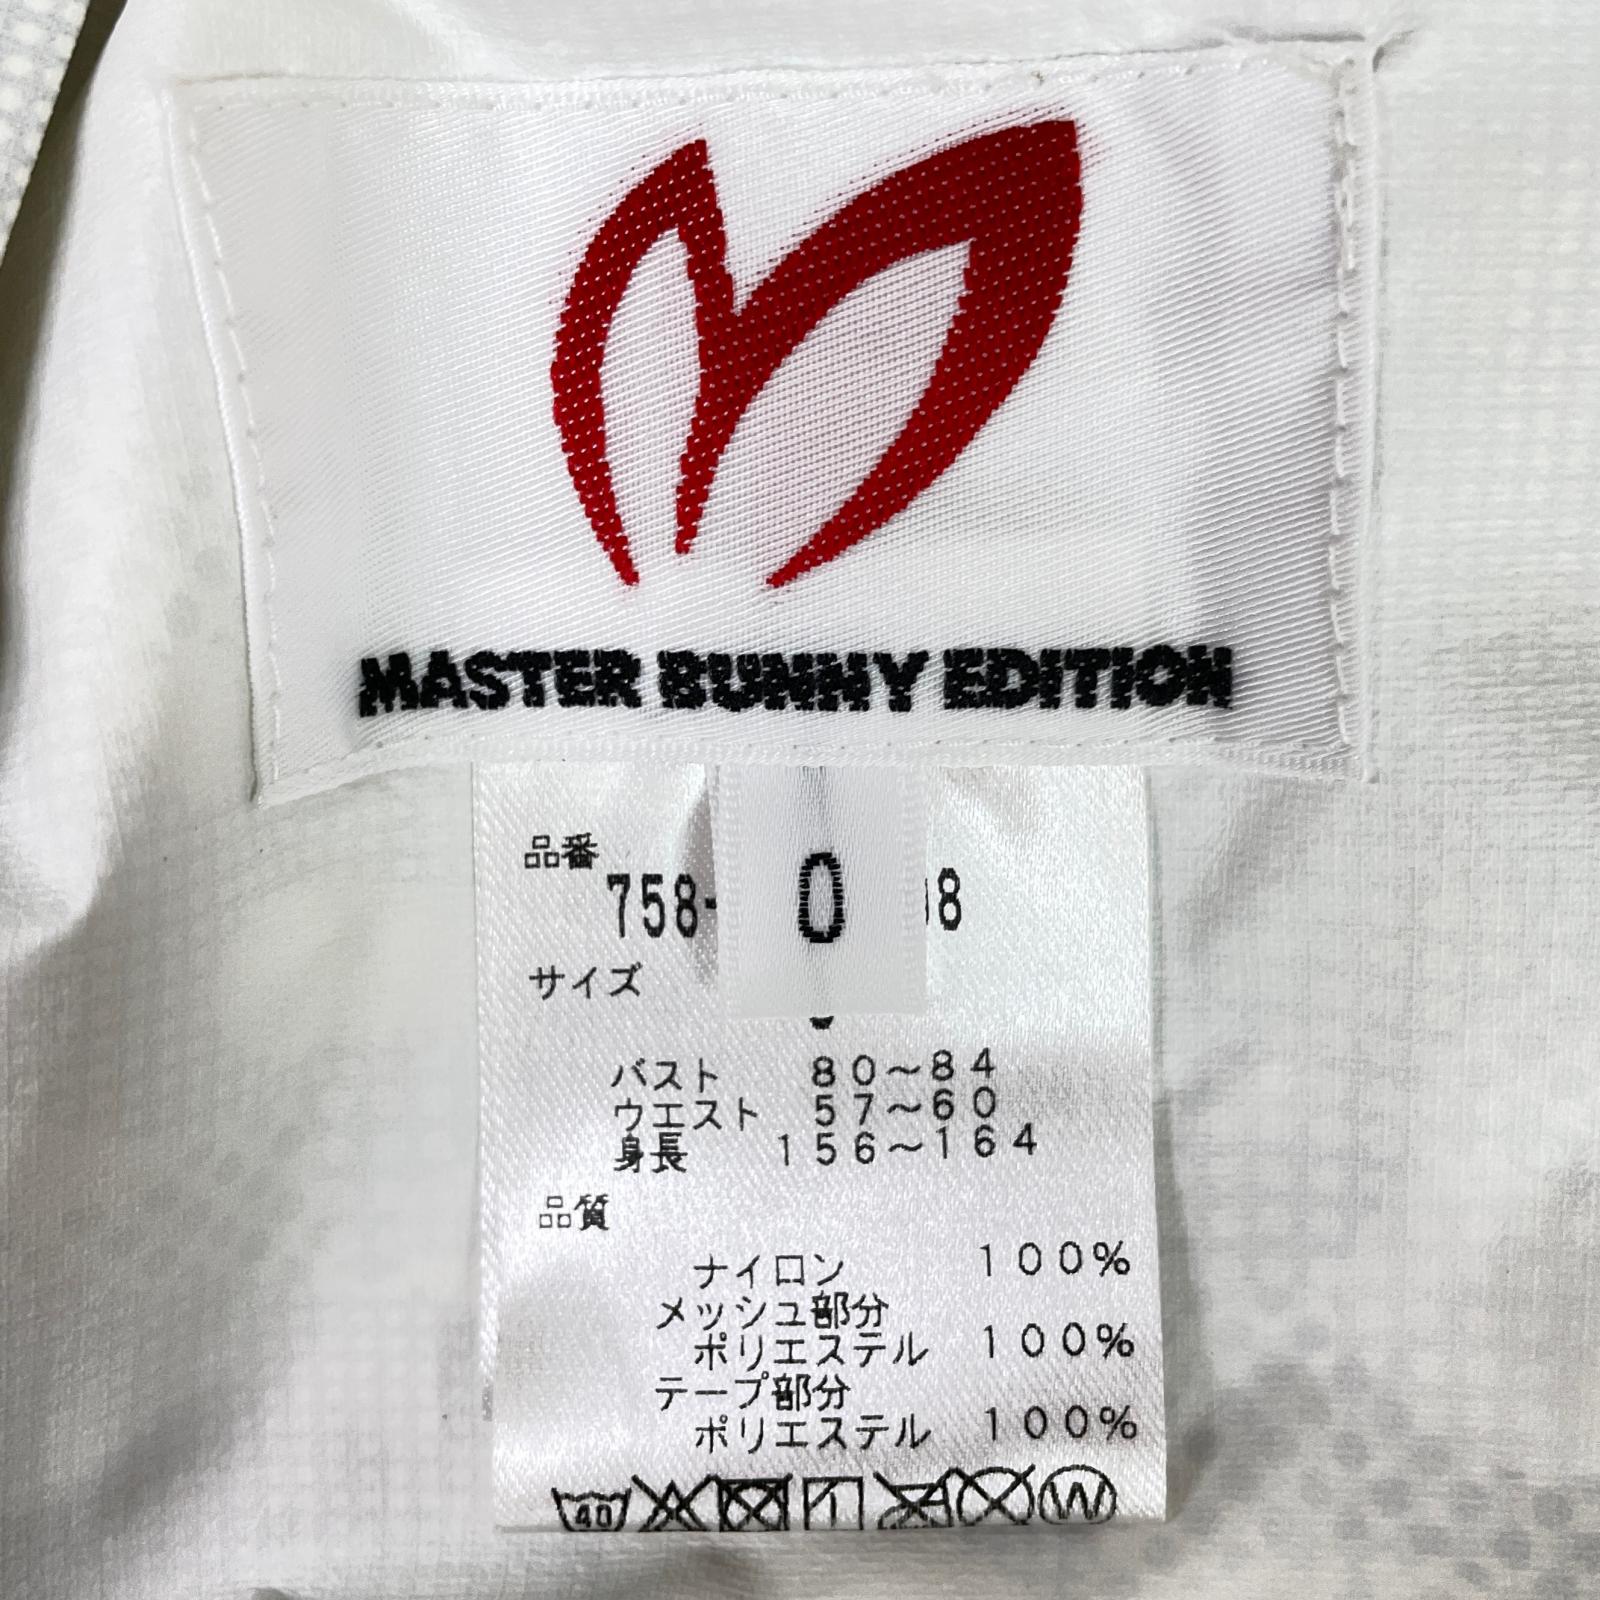 MASTER BUNNY EDITION
品番
758-
0
8
サイズ
バスト 80～84
ウエスト 57～60
身長 156～164
品質
ナイロン 100%
メッシュ部分
ポリエステル 100%
テープ部分
ポリエステル 100%
40
W